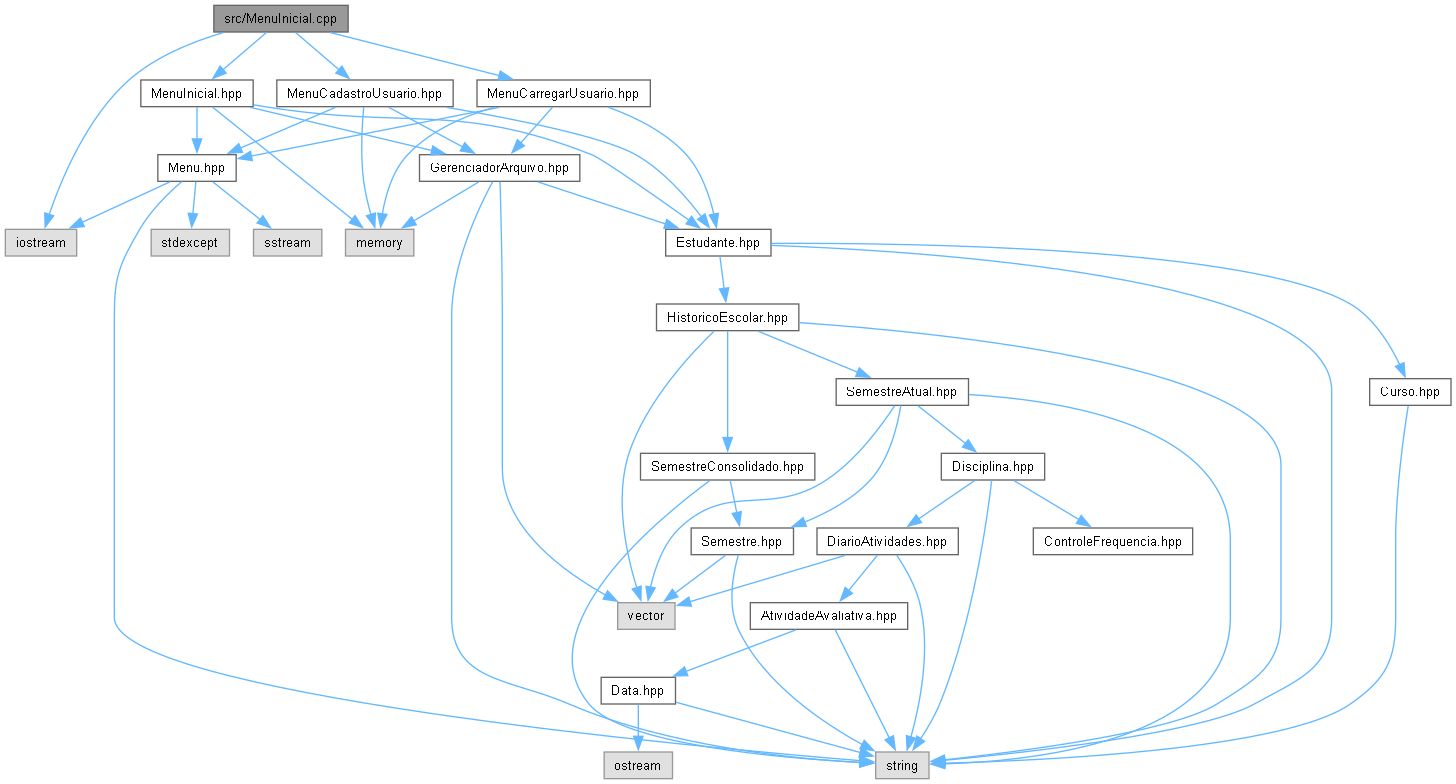 src/MenuInicial.cpp
MenuInicial.hpp
MenuCadastroUsuario.hpp
MenuCarregarUsuario.hpp
Menu.hpp
GerenciadorArquivo.hpp
iostream
stdexcept
sstream
memory
Estudante.hpp
HistoricoEscolar.hpp
SemestreAtual.hpp
Curso.hpp
SemestreConsolidado.hpp
Disciplina.hpp
Semestre.hpp
DiarioAtividades.hpp
ControleFrequencia.hpp
vector
AtividadeAvaliativa.hpp
Data.hpp
ostream
string